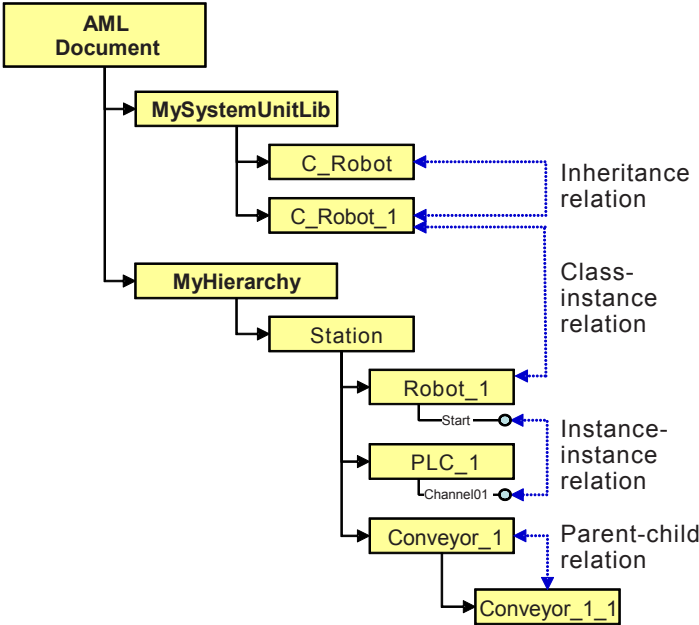 AML
Document
MySystemUnitLib
C_Robot
Inheritance
relation
C_Robot_1
Class-
instance
relation
MyHierarchy
Station
Robot_1
Start
Instance-
instance
relation
PLC_1
Channel01
Conveyor_1
Parent-child
relation
Conveyor_1_1